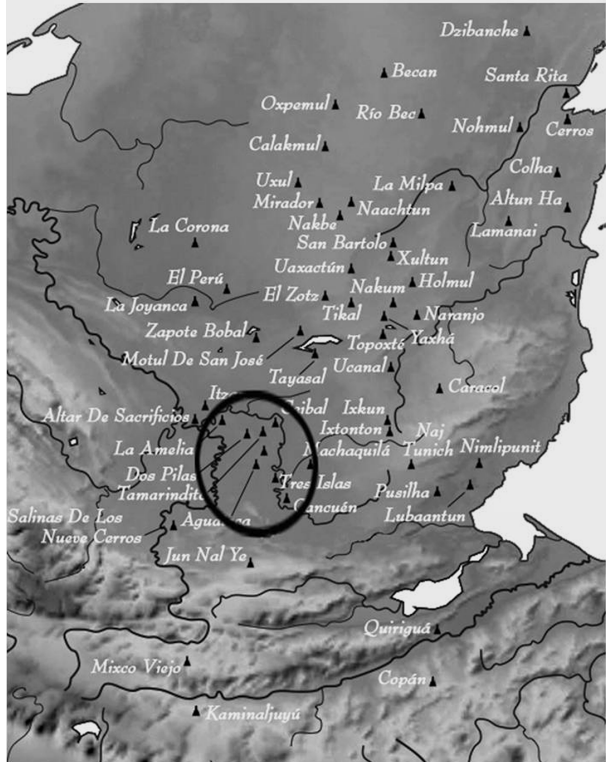 Dzibanche
Becan
Santa Rita
Oxpemul
Río Bec
Nohmul
Cerros
Calakmul
Colha
Uxul
La Milpa
Mirador
Naachtun
Altun Ha
Nakbe
Lamanai
La Corona
San Bartolo
Xultun
Uaxactún
El Perú
Nakum
Holmul
El Zotz
La Joyanca
Tikal
Naranjo
Zapote Bobal
Topoxté
Yaxhá
Motul De San José
Ucanal
Tayasal
Caracol
Altar De Sacrificios
Ixkun
Ixtonton
Naj
Tunich
La Amelia
Machaquilá
Nimlipunit
Dos Pilas
Tres Islas
Pusilha
Cancuén
Lubaantun
Salinas De Los
Nueve Cerros
Jun Nal Ye
Quiriguá
Mixco Viejo
Copán
Kaminaljuyú